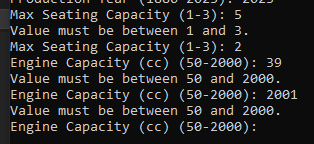 Production Year (1886-2025): 2025
Max Seating Capacity (1-3): 5
Value must be between 1 and 3.
Max Seating Capacity (1-3): 2
Engine Capacity (cc) (50-2000): 39
Value must be between 50 and 2000.
Engine Capacity (cc) (50-2000): 2001
Value must be between 50 and 2000.
Engine Capacity (cc) (50-2000):